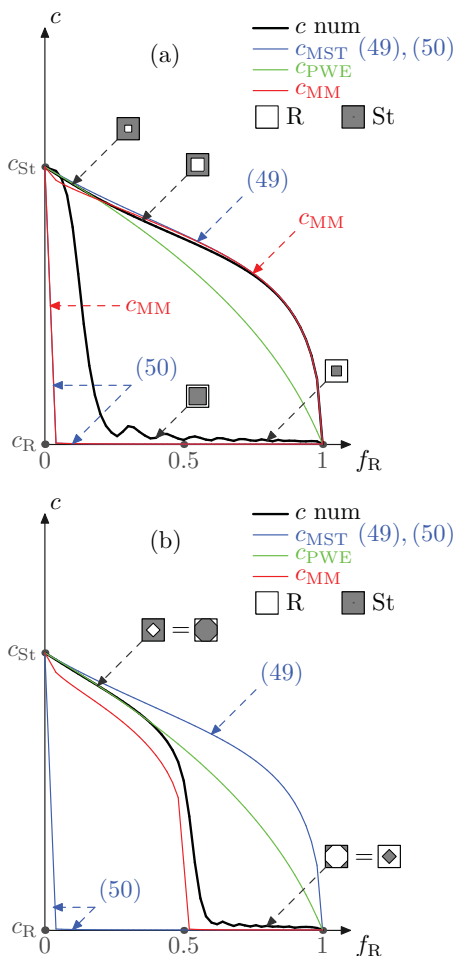 c
(a)
c num
c_MST (49), (50)
c_PWE
c_MM
R St
c_St
(49)
c_MM
c_MM
(50)
c_R
0 0.5 1 f_R
c
(b)
c num
c_MST (49), (50)
c_PWE
c_MM
R St
=
c_St
(49)
=
(50)
c_R
0 0.5 1 f_R